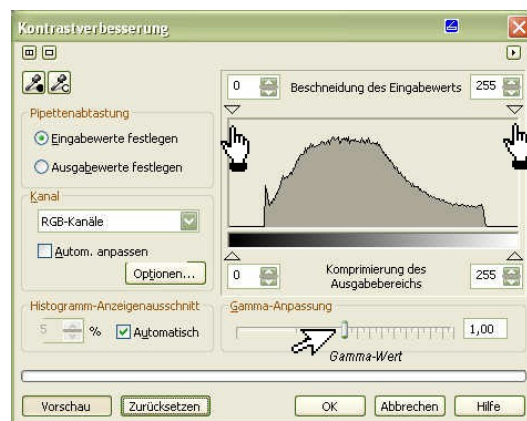 Kontrastverbesserung
0 Beschneidung des Eingabewerts 255
Pipettenabtastung
Eingabewerte festlegen
Ausgabewerte festlegen
Kanal
RGB-Kanäle
Autom. anpassen
Optionen...
0 Komprimierung des Ausgabebereichs 255
Histogramm-Anzeigenausschnitt
5 % Automatisch
Gamma-Anpassung
1,00
Gamma-Wert
Vorschau Zurücksetzen OK Abbrechen Hilfe